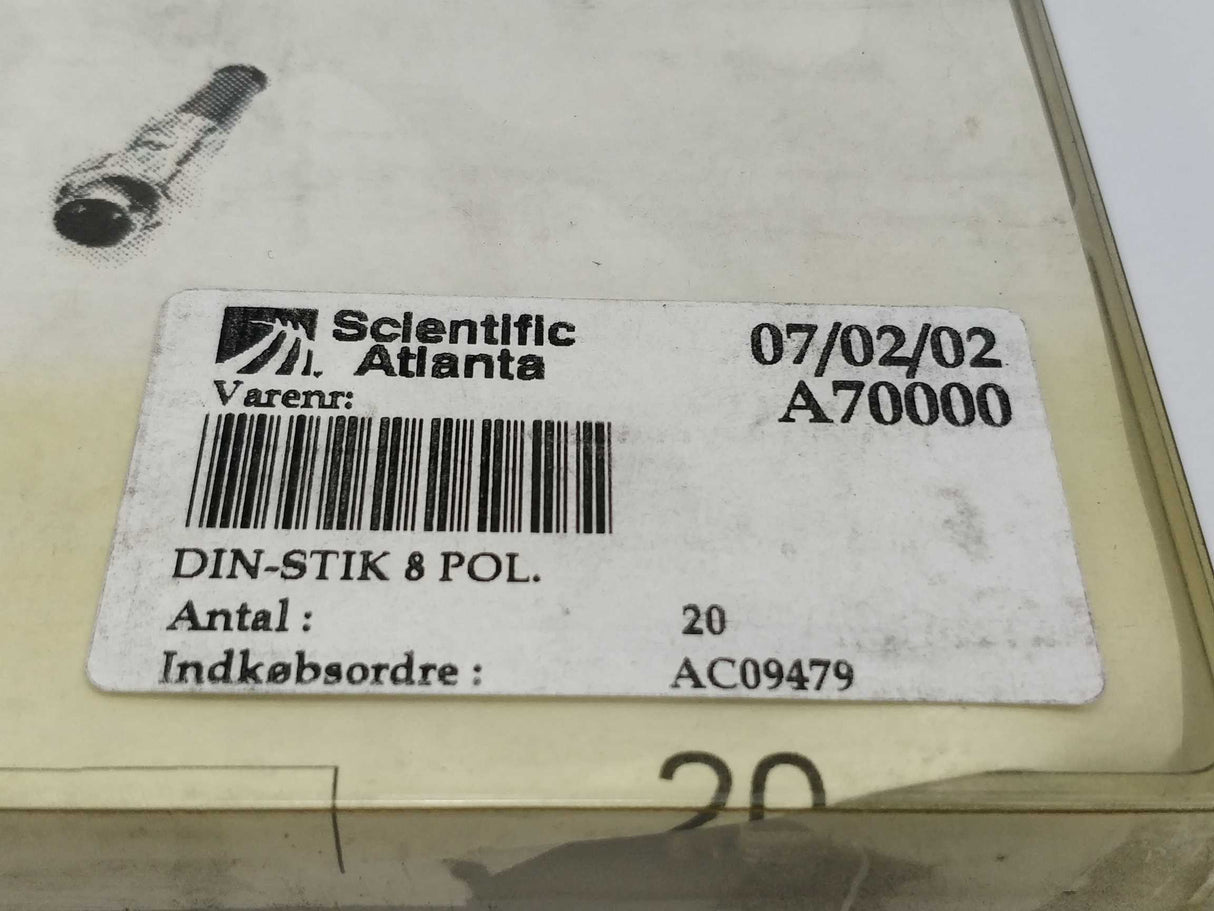 Scientific
Atlanta
07/02/02
A70000
Varenr:
DIN-STIK 8 POL.
Antal : 20
Indkøbsordre : AC09479
20